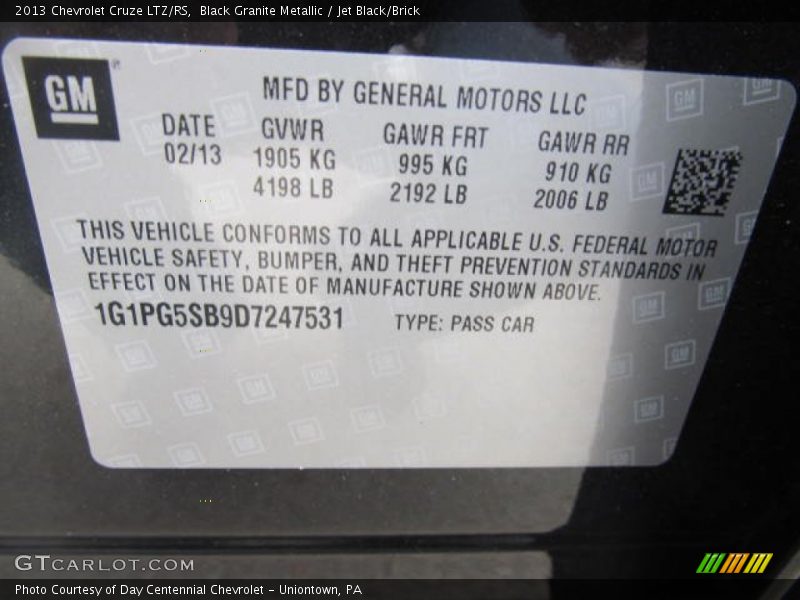 2013 Chevrolet Cruze LTZ/RS, Black Granite Metallic / Jet Black/Brick
GM
MFD BY GENERAL MOTORS LLC
DATE GVWR GAWR FRT GAWR RR
02/13 1905 KG 995 KG 910 KG
4198 LB 2192 LB 2006 LB
THIS VEHICLE CONFORMS TO ALL APPLICABLE U.S. FEDERAL MOTOR
VEHICLE SAFETY, BUMPER, AND THEFT PREVENTION STANDARDS IN
EFFECT ON THE DATE OF MANUFACTURE SHOWN ABOVE.
1G1PG5SB9D7247531 TYPE: PASS CAR
GTCARLOT.COM
Photo Courtesy of Day Centennial Chevrolet - Uniontown, PA